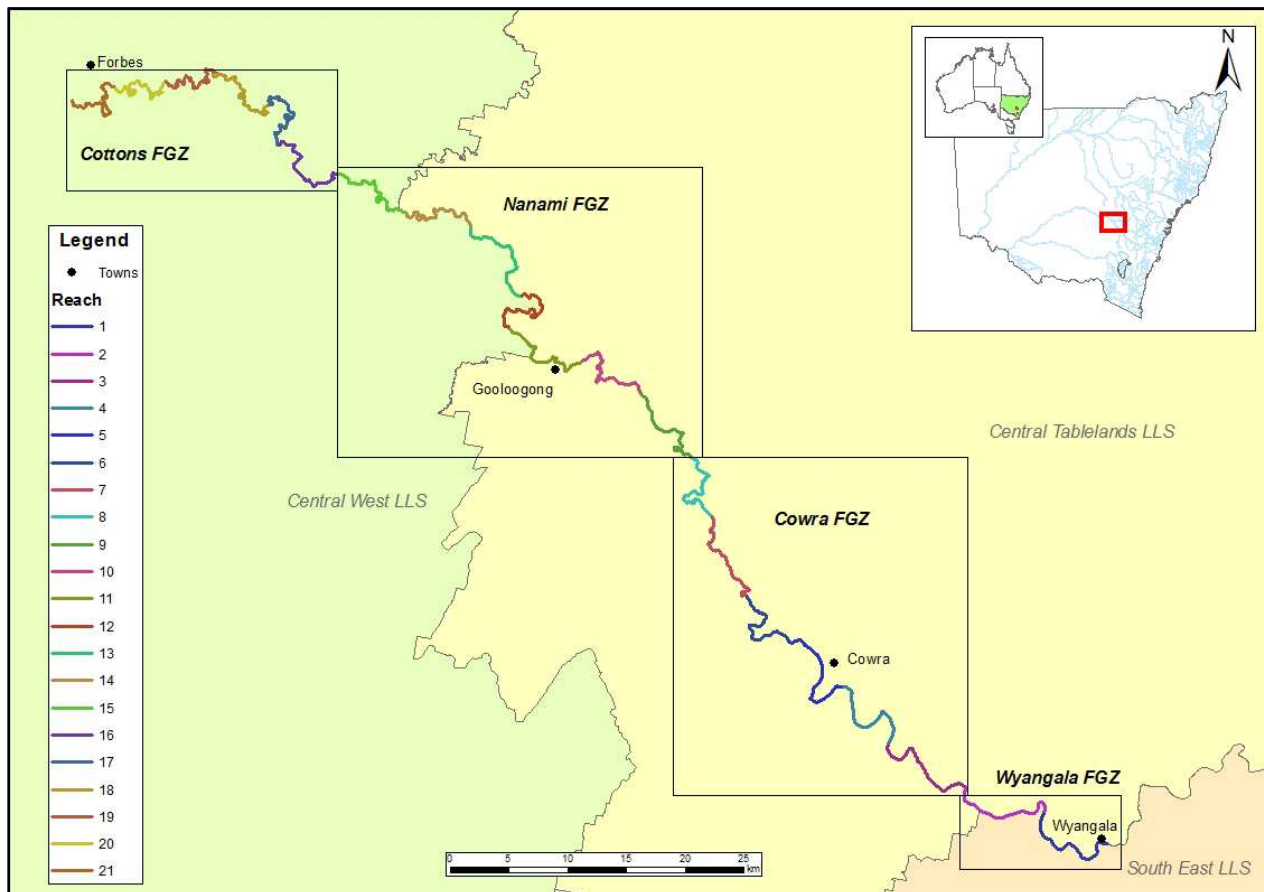 Forbes
Cottons FGZ
N
Nanami FGZ
Legend
Towns
Reach
1
2
3
4
5
6
7
8
9
10
11
12
13
14
15
16
17
18
19
20
21
Gooloogong
Central Tablelands LLS
Central West LLS
Cowra FGZ
Cowra
Wyangala FGZ
Wyangala
South East LLS
0 5 10 15 20 25
km